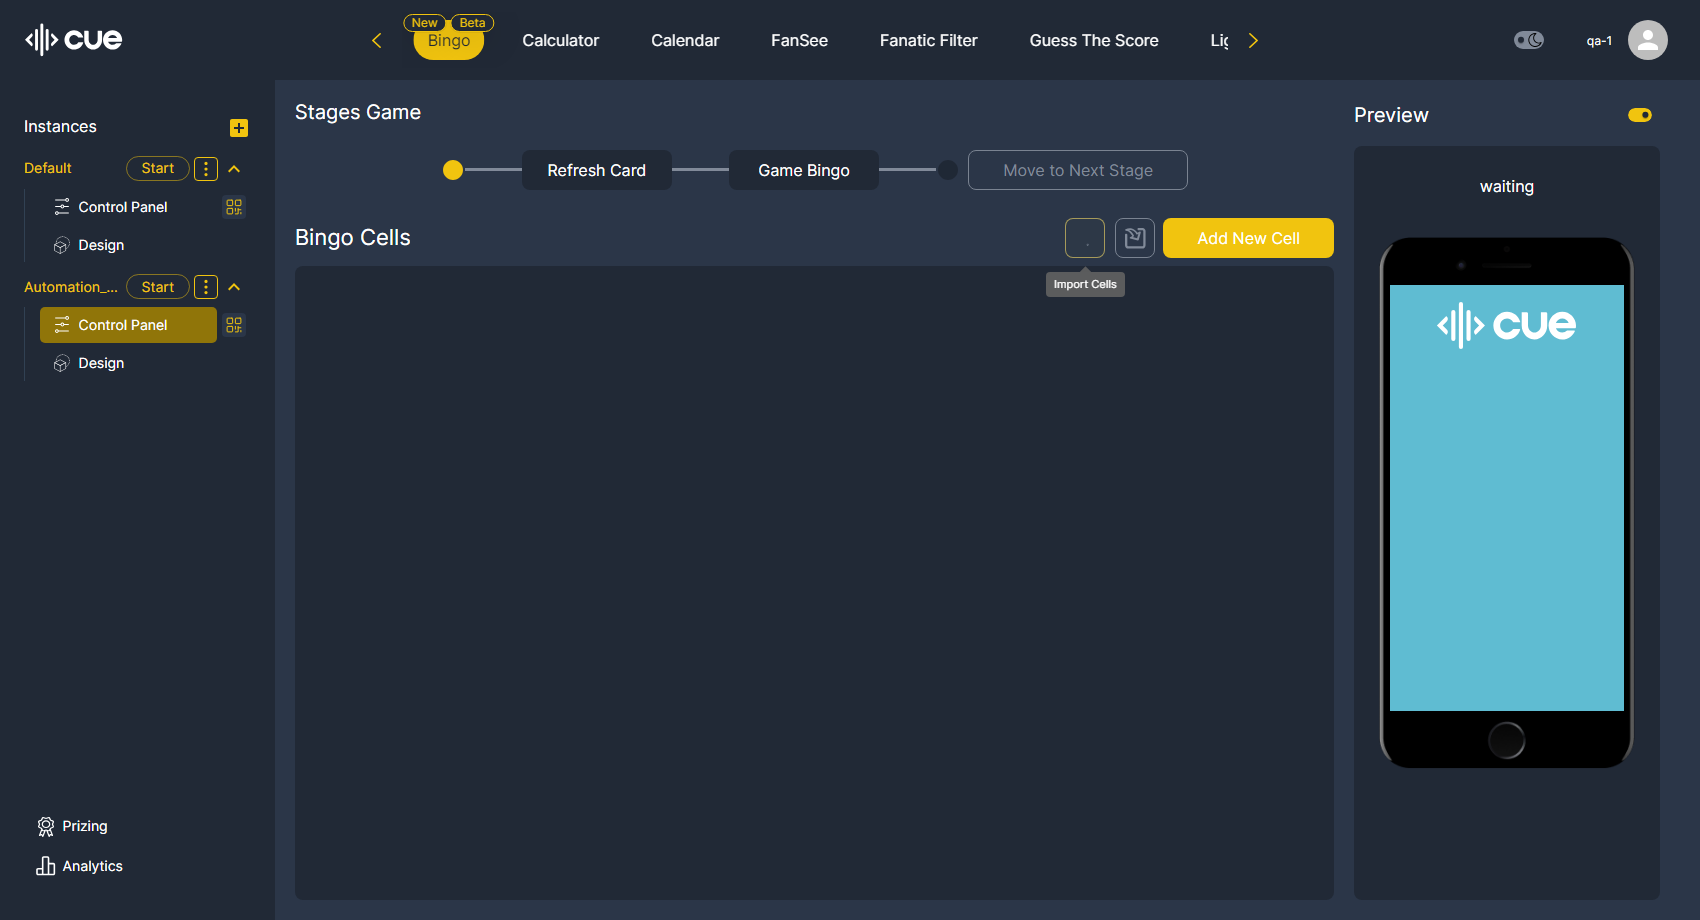 cue
New
Beta
Bingo
Calculator
Calendar
FanSee
Fanatic Filter
Guess The Score
Lig
qa-1
Instances
Default
Start
Control Panel
Design
Automation_...
Start
Control Panel
Design
Prizing
Analytics
Stages Game
Refresh Card
Game Bingo
Move to Next Stage
Bingo Cells
Add New Cell
Import Cells
Preview
waiting
cue